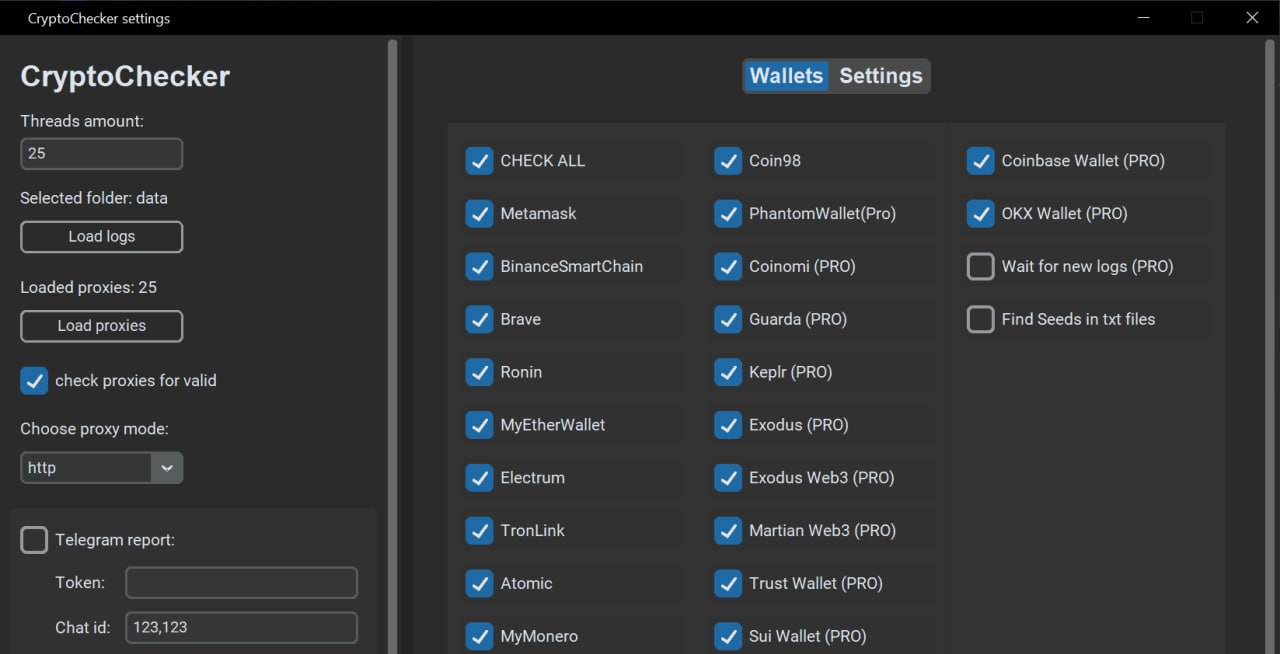 CryptoChecker settings
CryptoChecker
Threads amount:
25
Selected folder: data
Load logs
Loaded proxies: 25
Load proxies
check proxies for valid
Choose proxy mode:
http
Telegram report:
Token:
Chat id:
123,123
Wallets
Settings
CHECK ALL
Metamask
BinanceSmartChain
Brave
Ronin
MyEtherWallet
Electrum
TronLink
Atomic
MyMonero
Coin98
PhantomWallet(Pro)
Coinomi (PRO)
Guarda (PRO)
Keplr (PRO)
Exodus (PRO)
Exodus Web3 (PRO)
Martian Web3 (PRO)
Trust Wallet (PRO)
Sui Wallet (PRO)
Coinbase Wallet (PRO)
OKX Wallet (PRO)
Wait for new logs (PRO)
Find Seeds in txt files